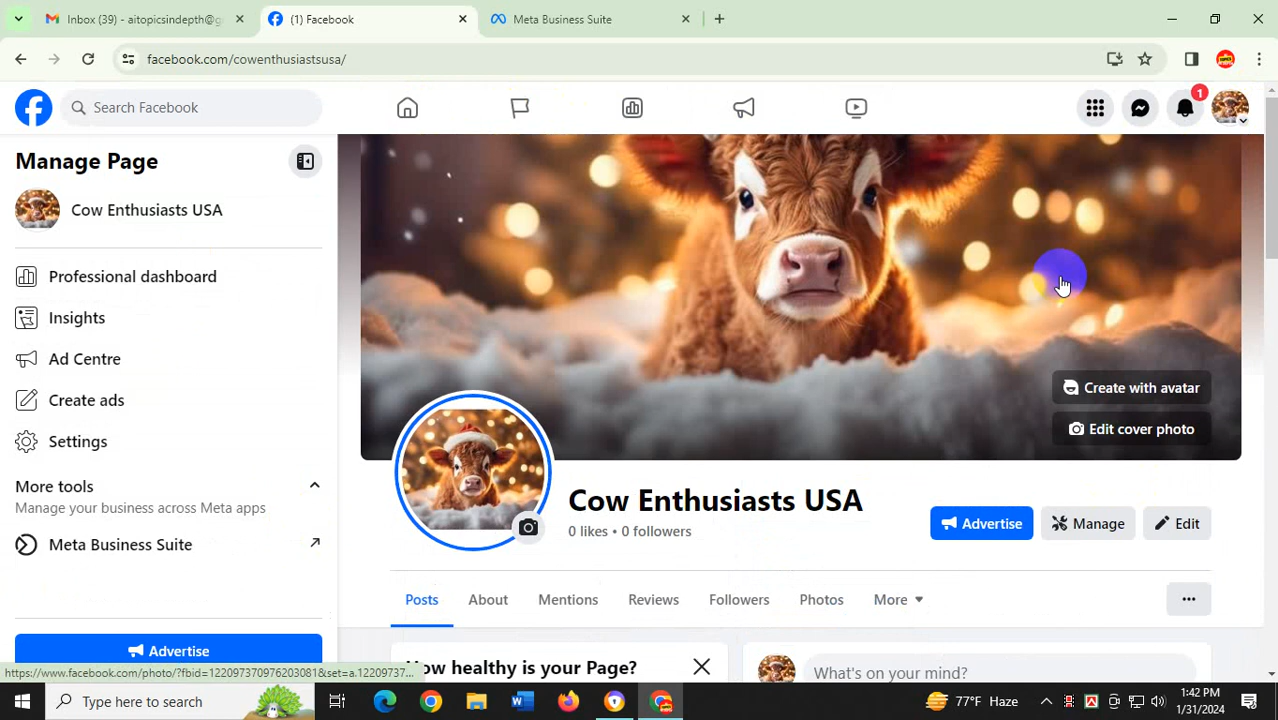 Inbox (39) - aitopicsindepth@g
(1) Facebook
Meta Business Suite
facebook.com/cowenthusiastsusa/
Search Facebook
1
Manage Page
Cow Enthusiasts USA
Professional dashboard
Insights
Ad Centre
Create ads
Settings
More tools
Manage your business across Meta apps
Meta Business Suite
Advertise
Create with avatar
Edit cover photo
Cow Enthusiasts USA
0 likes • 0 followers
Advertise
Manage
Edit
Posts
About
Mentions
Reviews
Followers
Photos
More
How healthy is your Page?
What's on your mind?
https://www.facebook.com/photo/?fbid=122097370976203081&set=a.12209737...
Type here to search
77°F Haze
1:42 PM
1/31/2024